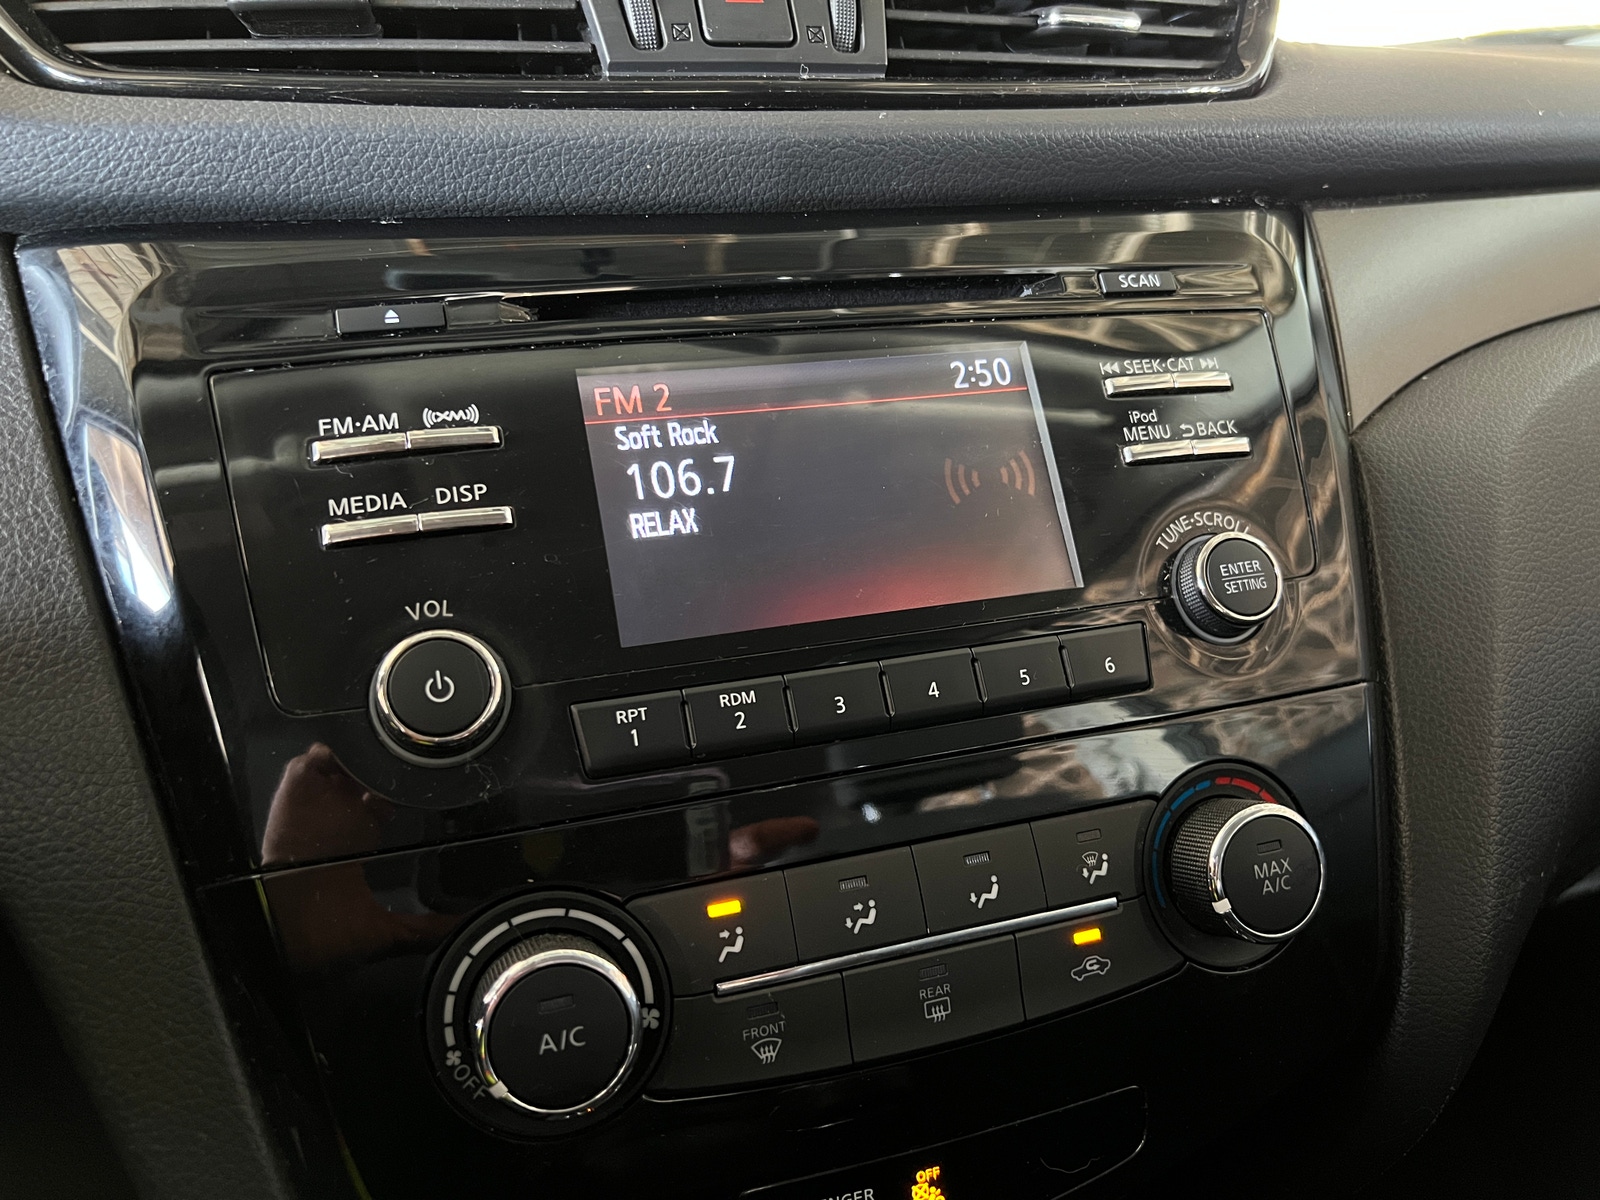 SCAN
FM 2 2:50
Soft Rock
106.7
RELAX
FM·AM (XM)
MEDIA DISP
VOL
SEEK·CAT
iPod
MENU BACK
TUNE·SCROLL
ENTER
SETTING
RPT
1
RDM
2
3
4
5
6
A/C
OFF
FRONT
REAR
MAX
A/C
OFF